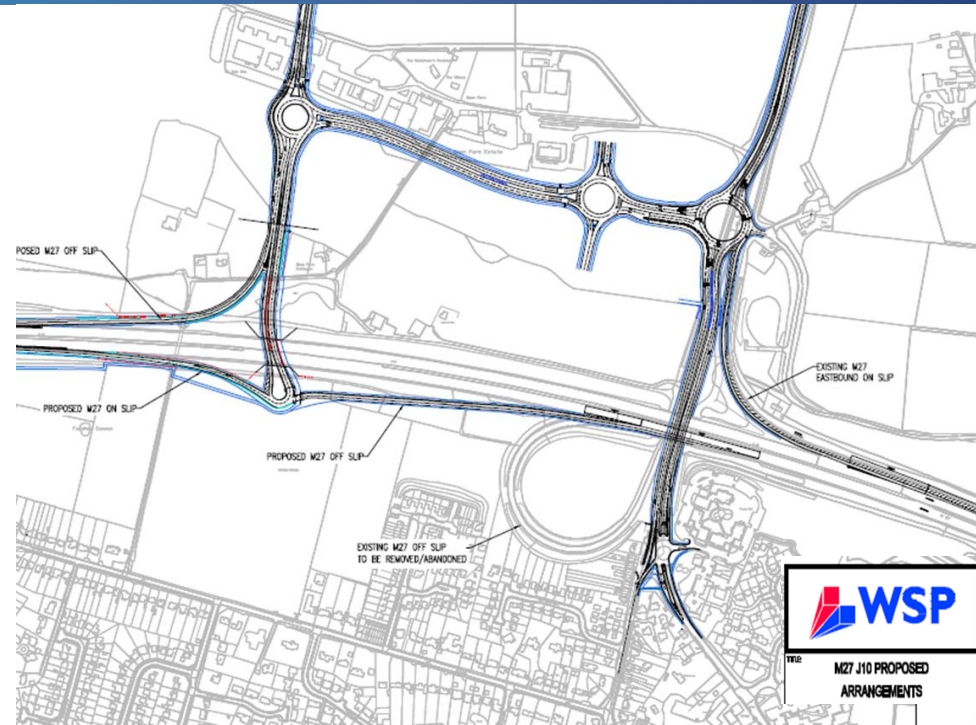 POSED M27 OFF SLIP
PROPOSED M27 ON SLIP
PROPOSED M27 OFF SLIP
EXISTING M27
EASTBOUND ON SLIP
EXISTING M27 OFF SLIP
TO BE REMOVED/ABANDONED
WSP
TITLE:
M27 J10 PROPOSED
ARRANGEMENTS